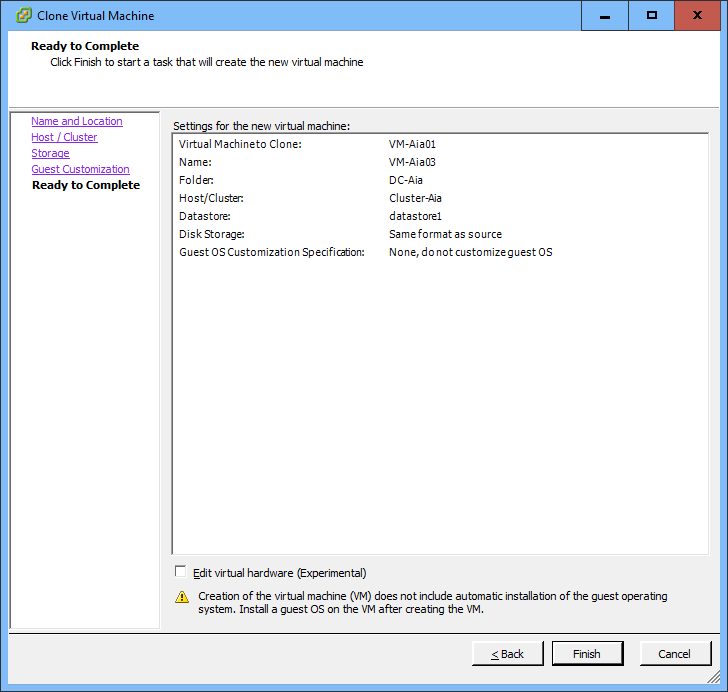 Clone Virtual Machine
Ready to Complete
Click Finish to start a task that will create the new virtual machine
Name and Location
Host / Cluster
Storage
Guest Customization
Ready to Complete
Settings for the new virtual machine:
Virtual Machine to Clone: VM-Aia01
Name: VM-Aia03
Folder: DC-Aia
Host/Cluster: Cluster-Aia
Datastore: datastore1
Disk Storage: Same format as source
Guest OS Customization Specification: None, do not customize guest OS
Edit virtual hardware (Experimental)
Creation of the virtual machine (VM) does not include automatic installation of the guest operating
system. Install a guest OS on the VM after creating the VM.
< Back Finish Cancel